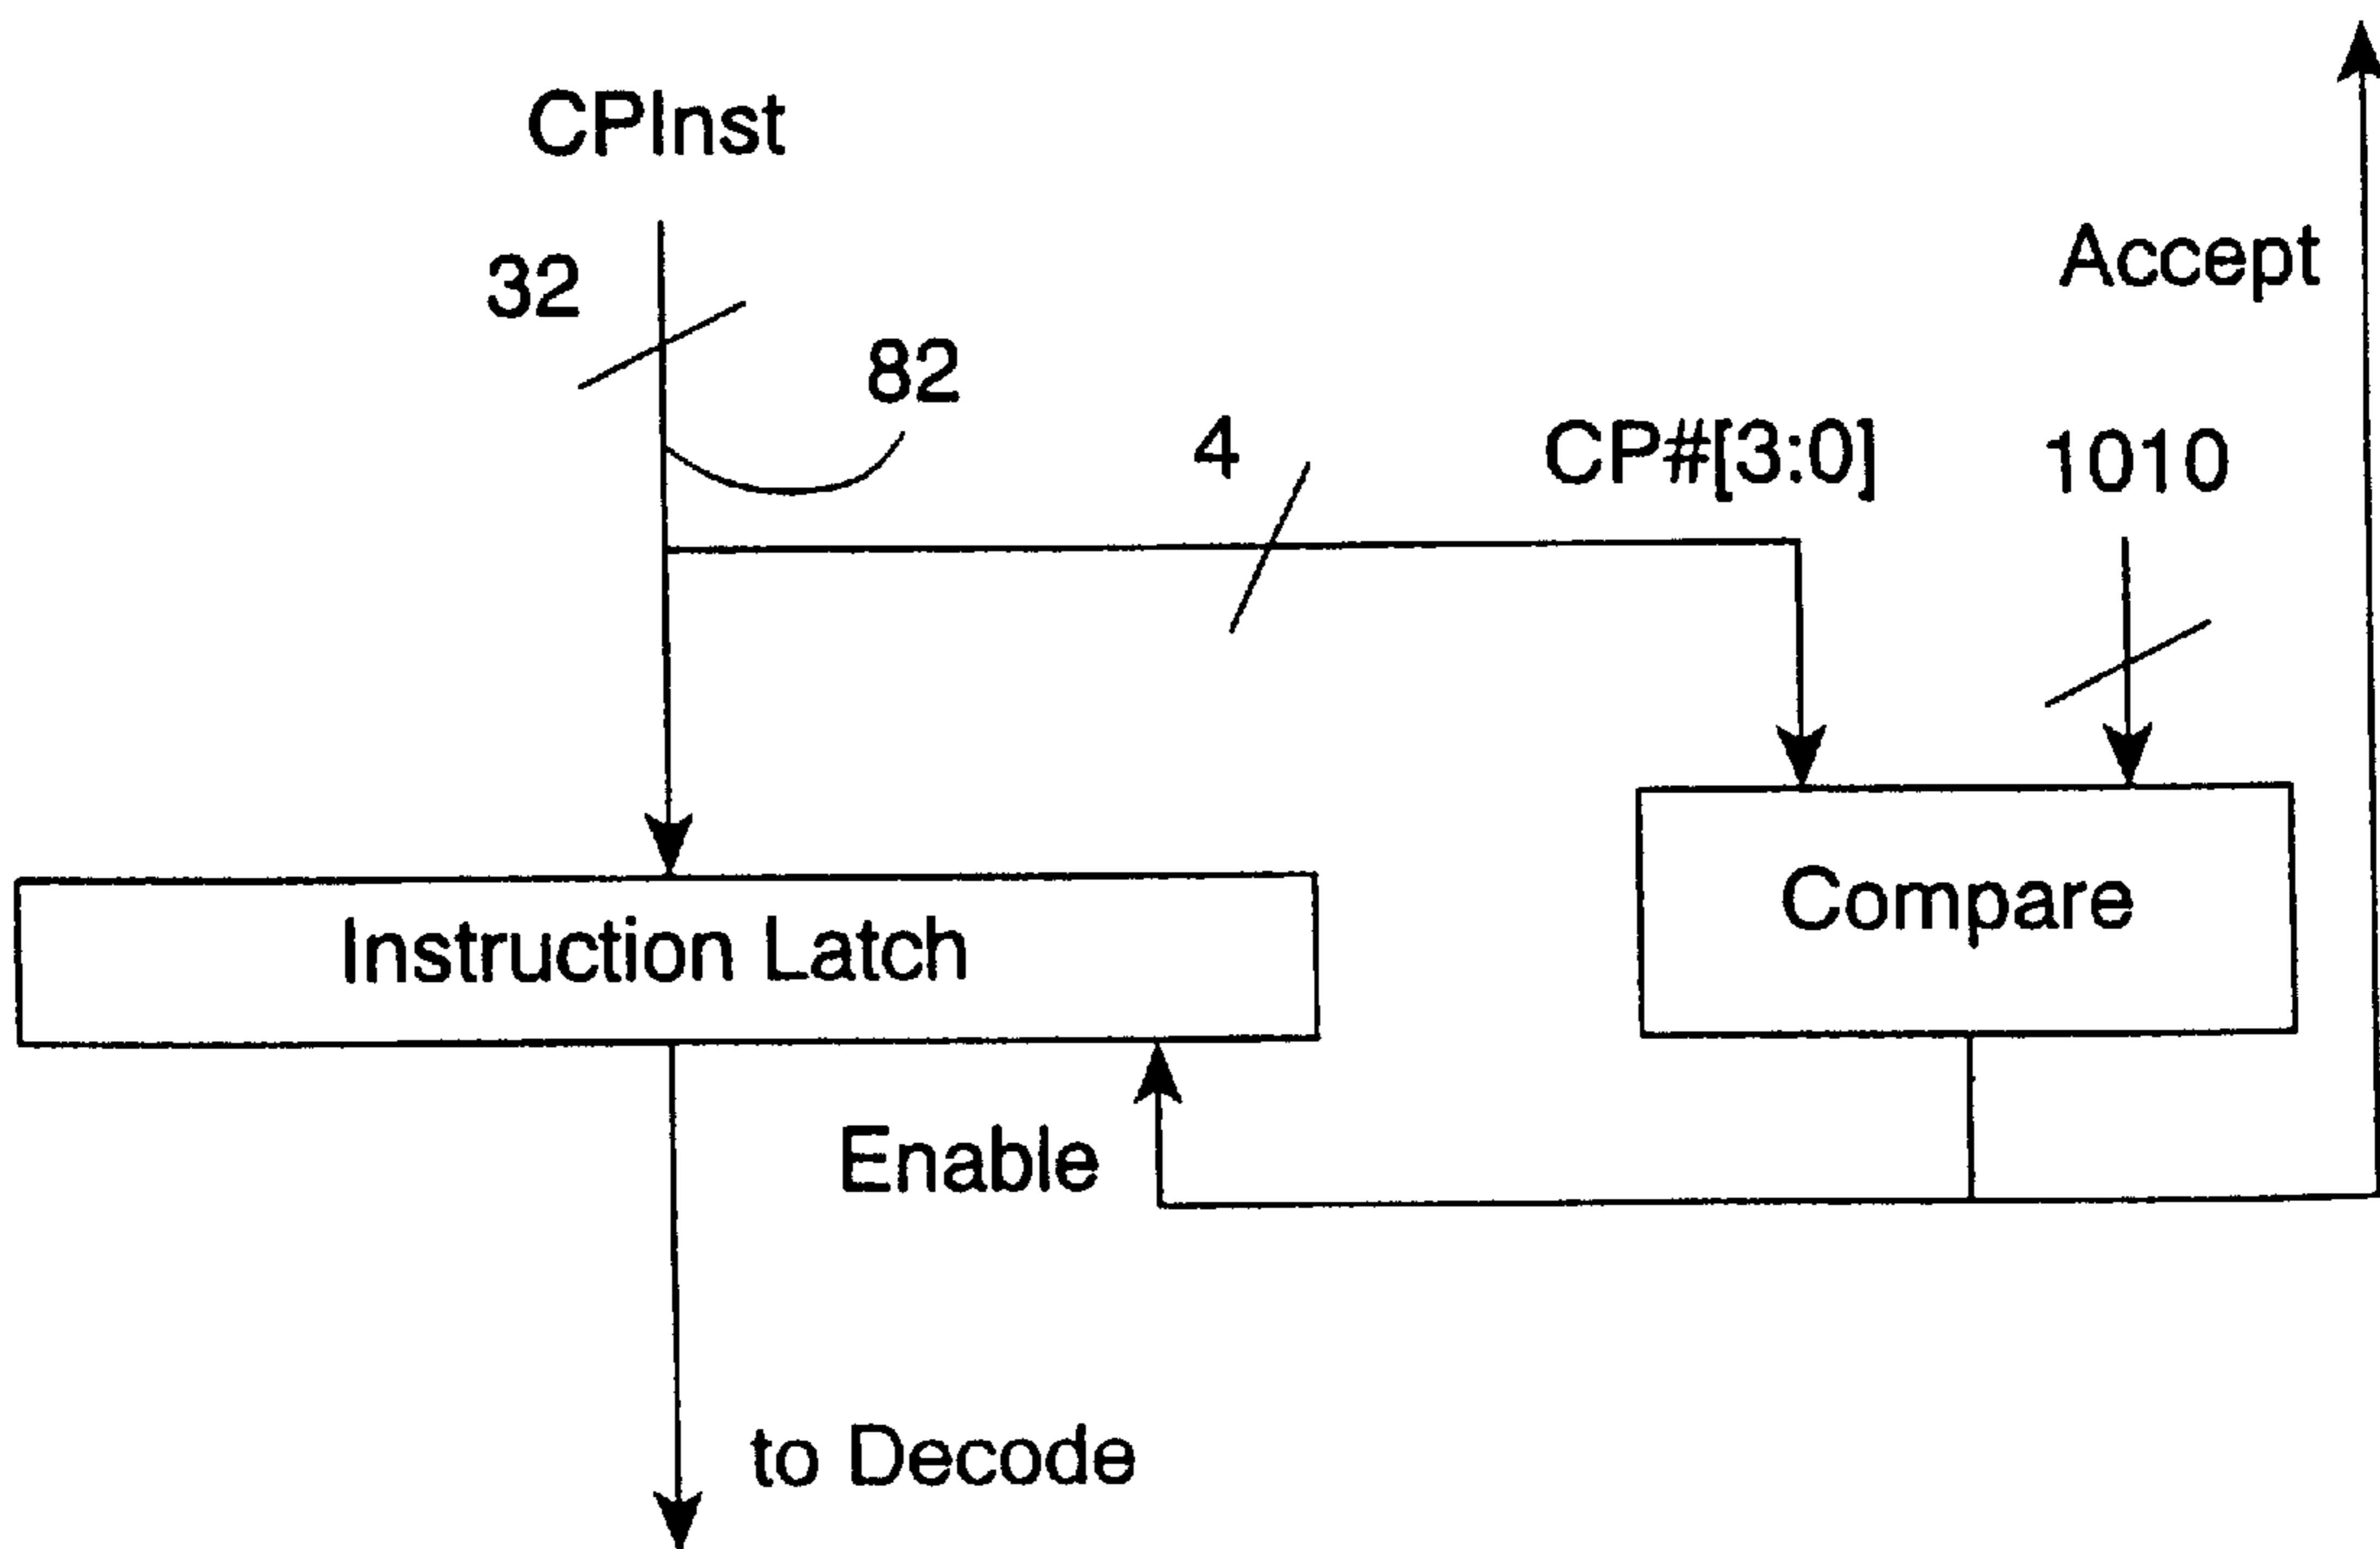 CPInst
32
Accept
82
4
CP#[3:0]
1010
Compare
Instruction Latch
Enable
to Decode